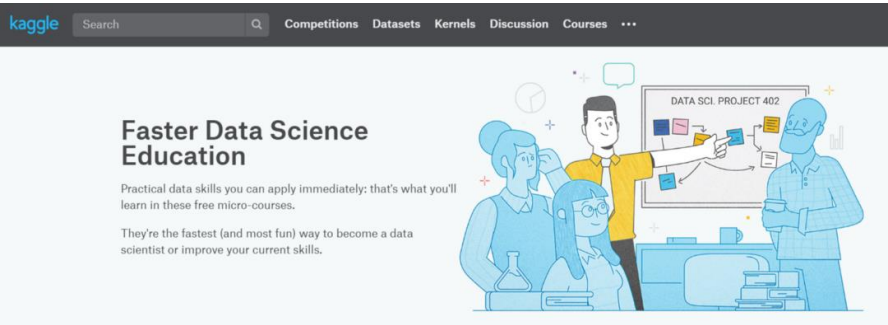 kaggle Search Competitions Datasets Kernels Discussion Courses •••
Faster Data Science
Education
Practical data skills you can apply immediately: that's what you'll
learn in these free micro-courses.
They're the fastest (and most fun) way to become a data
scientist or improve your current skills.
DATA SCI. PROJECT 402